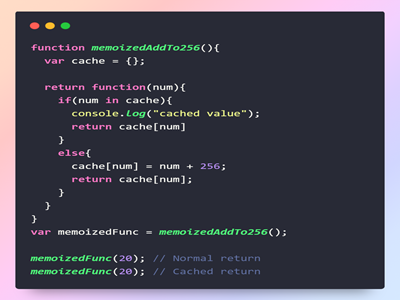 function memoizedAddTo256(){
  var cache = {};

  return function(num){
    if(num in cache){
      console.log("cached value");
      return cache[num]
    }
    else{
      cache[num] = num + 256;
      return cache[num];
    }
  }
}
var memoizedFunc = memoizedAddTo256();

memoizedFunc(20); // Normal return
memoizedFunc(20); // Cached return